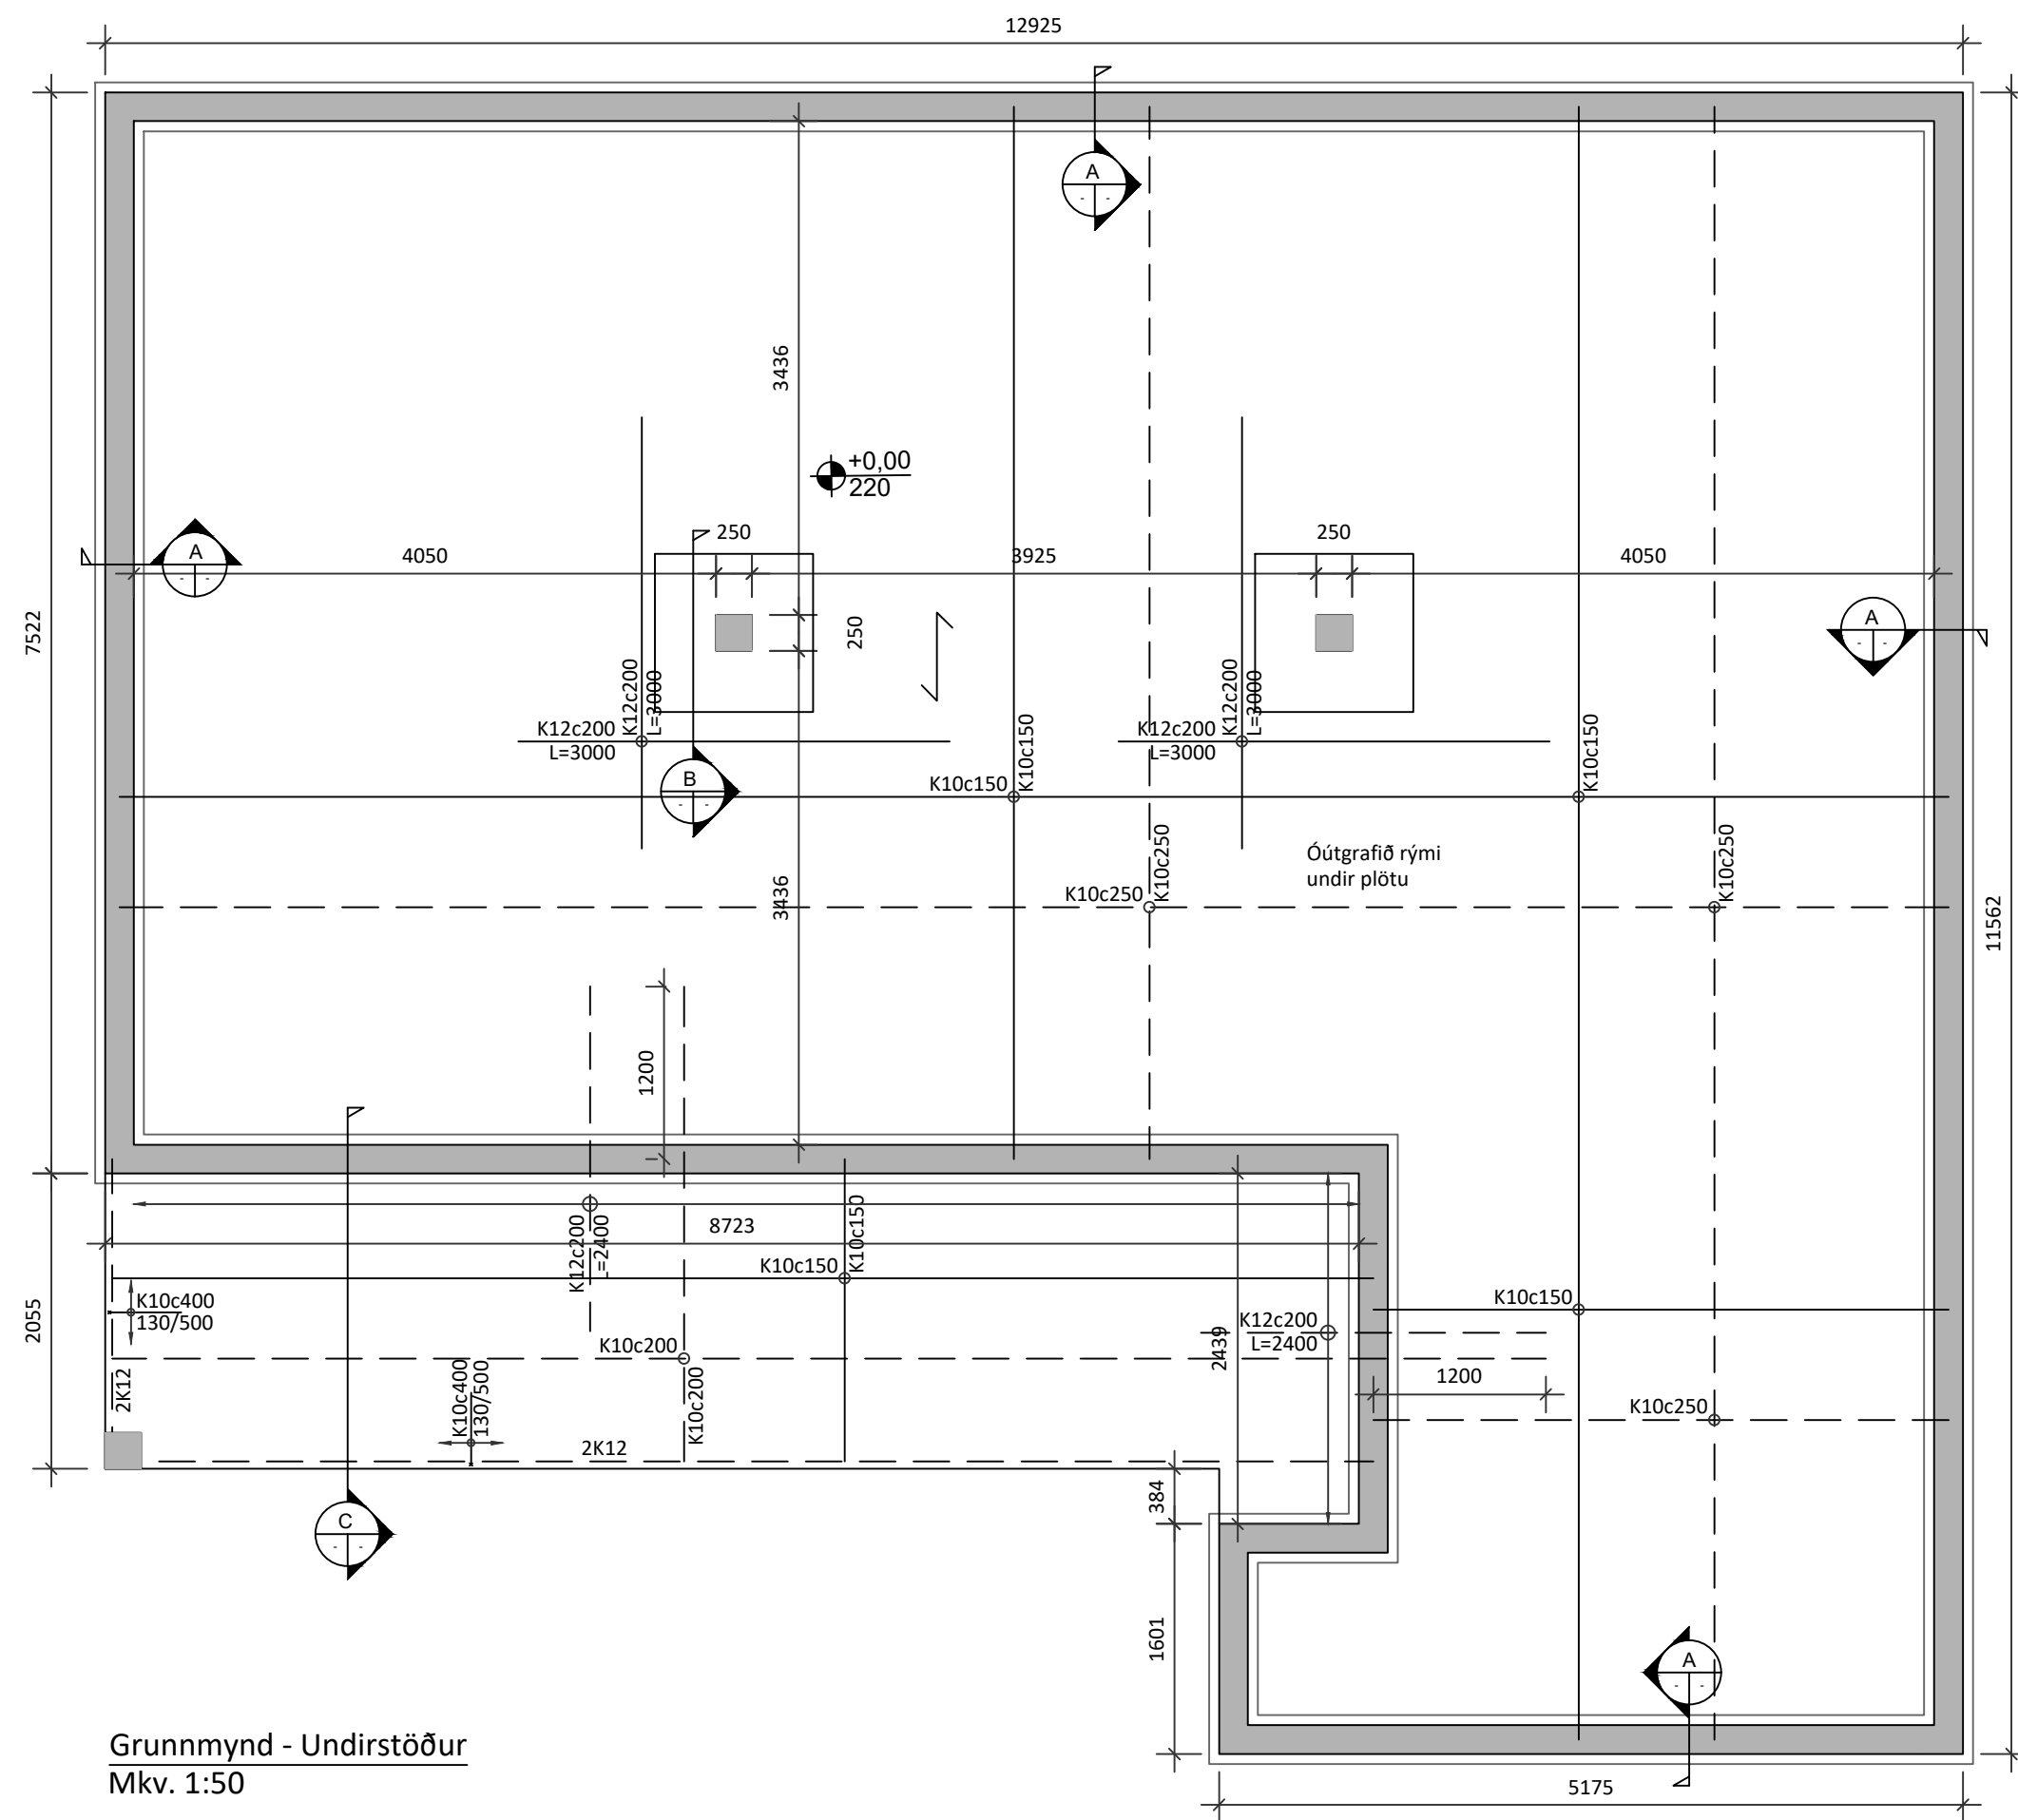 12925
A
- -
3436
+0,00
220
250
250
4050
3925
4050
A
- -
A
- -
7522
250
K12c200
L=3000
K12c200
L=3000
K12c200
L=3000
K12c200
L=3000
K10c150
K10c150
K10c150
B
- -
K10c250
K10c250
K10c250
Óútgrafið rými
undir plötu
3436
11562
1200
8723
K12c200
L=2400
K10c150
K10c150
K10c400
130/500
2055
2K12
K10c200
K10c200
K10c400
130/500
2K12
2439
K12c200
L=2400
K10c150
1200
K10c250
384
C
- -
1601
A
- -
Grunnmynd - Undirstöður
Mkv. 1:50
5175